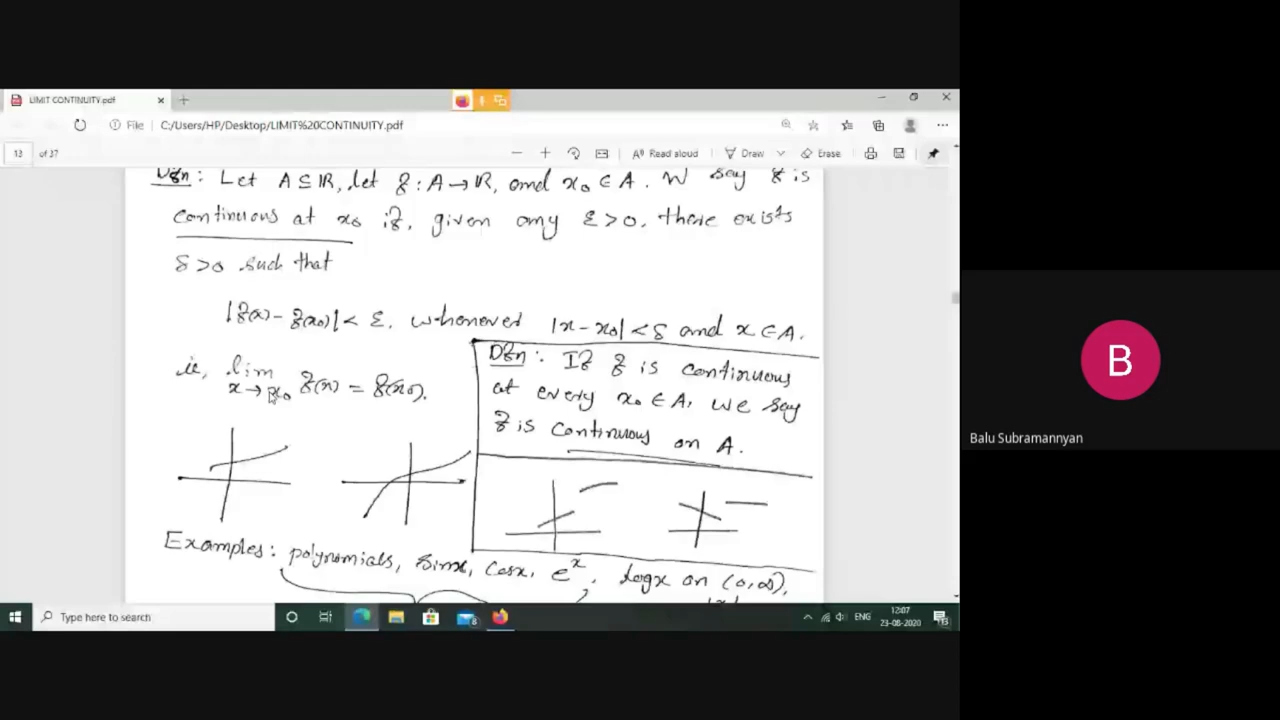 LIMIT CONTINUITY.pdf
File C:/Users/HP/Desktop/LIMIT%20CONTINUITY.pdf
13 of 37 Read aloud Draw Erase
Dfn: Let A⊆ℝ, let f: A→ℝ, and x₀∈A. W say f is
continuous at x₀ if, given any ε>0, there exists
δ>0 such that
|f(x)-f(x₀)|<ε, whenever |x-x₀|<δ and x∈A.
ie, lim f(x) = f(x₀).
x→x₀
Dfn: If f is continuous
at every x₀∈A, we say
f is continuous on A.
Examples: polynomials, sinx, cosx, eˣ, logx on (0,∞),
B
Balu Subramannyan
Type here to search
ENG
12:07
23-08-2020